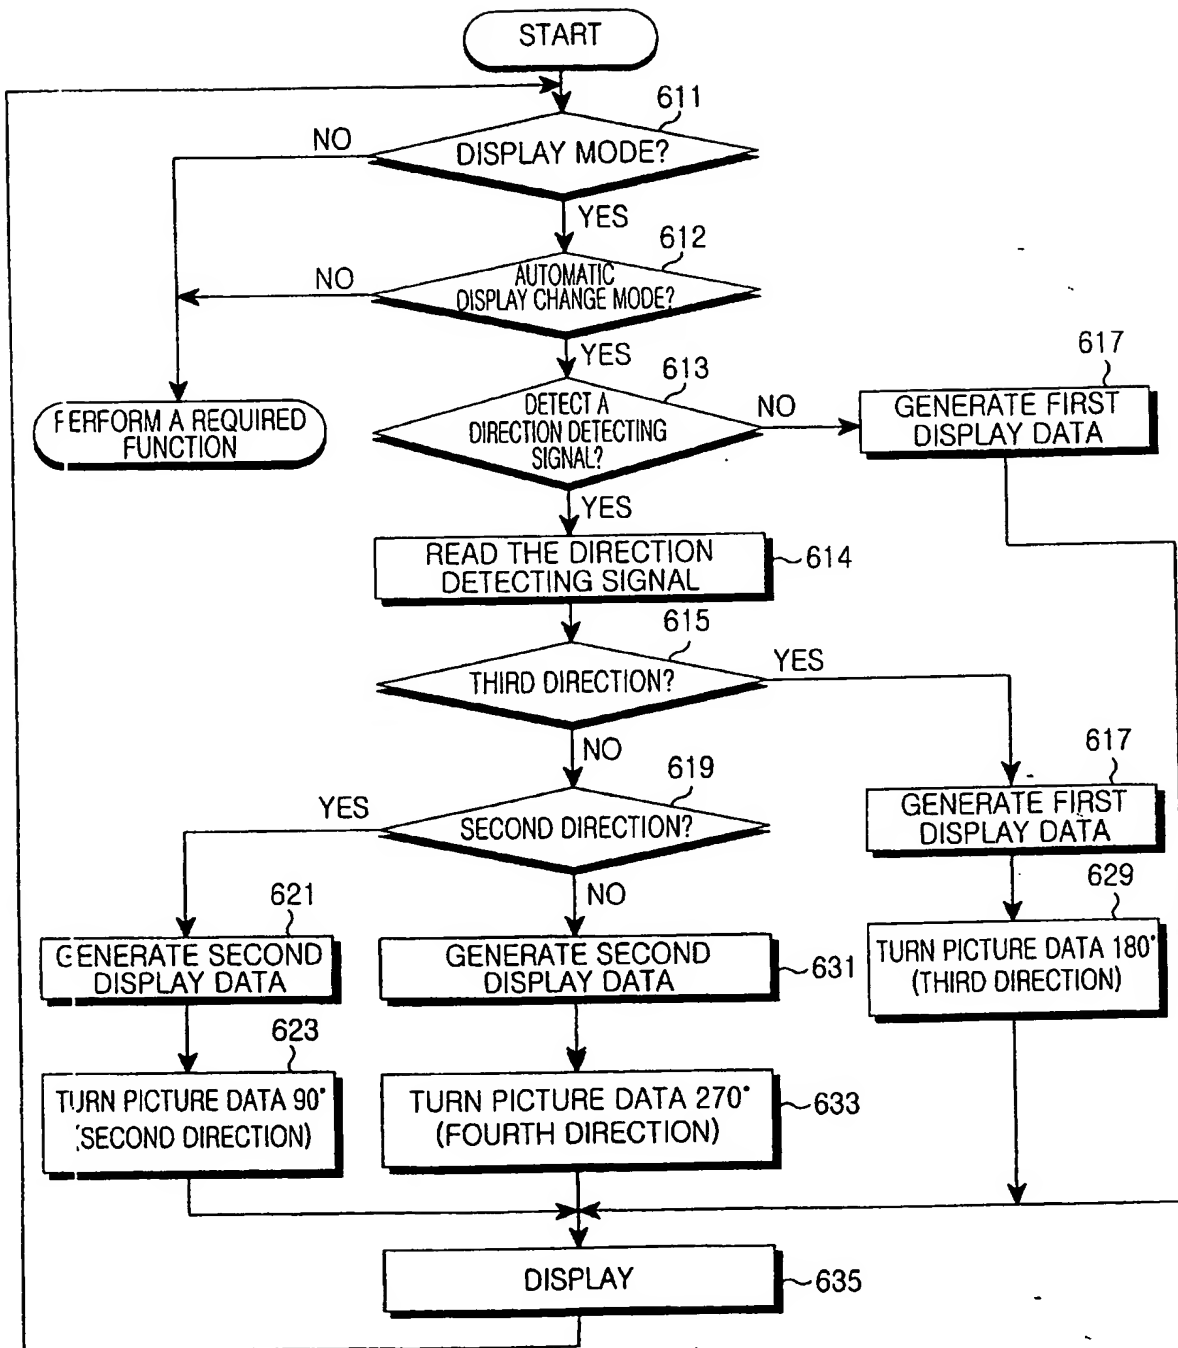 START
611
NO
DISPLAY MODE?
YES
612
NO
AUTOMATIC
DISPLAY CHANGE MODE?
YES
613
617
PERFORM A REQUIRED
FUNCTION
DETECT A
DIRECTION DETECTING
SIGNAL?
NO
GENERATE FIRST
DISPLAY DATA
YES
READ THE DIRECTION
DETECTING SIGNAL
614
615
THIRD DIRECTION?
YES
NO
619
617
YES
SECOND DIRECTION?
GENERATE FIRST
DISPLAY DATA
NO
621
629
GENERATE SECOND
DISPLAY DATA
GENERATE SECOND
DISPLAY DATA
631
TURN PICTURE DATA 180°
(THIRD DIRECTION)
623
TURN PICTURE DATA 90°
(SECOND DIRECTION)
TURN PICTURE DATA 270°
(FOURTH DIRECTION)
633
DISPLAY
635